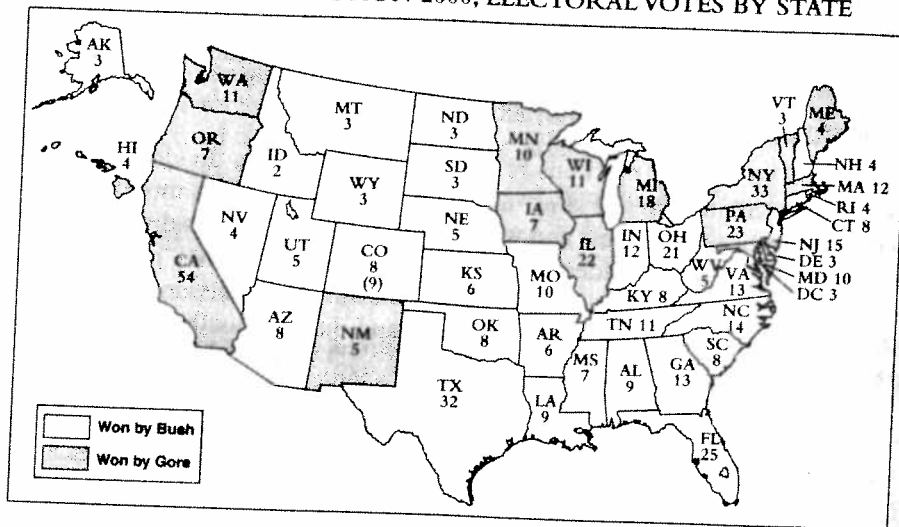 2000, ELECTORAL VOTES BY STATE
AK
3
WA
11
MT
3
ND
3
MN
10
VT
3
ME
4
HI
4
OR
7
ID
2
SD
3
WI
11
MI
18
NY
33
NH 4
MA 12
RI 4
CT 8
WY
3
NV
4
NE
5
IA
7
PA
23
NJ 15
DE 3
MD 10
DC 3
CA
54
UT
5
CO
8
(9)
KS
6
MO
10
IL
22
IN
12
OH
21
WV
5
VA
13
KY 8
AZ
8
NM
5
OK
8
AR
6
TN 11
NC
14
SC
8
TX
32
LA
9
MS
7
AL
9
GA
13
FL
25
Won by Bush
Won by Gore